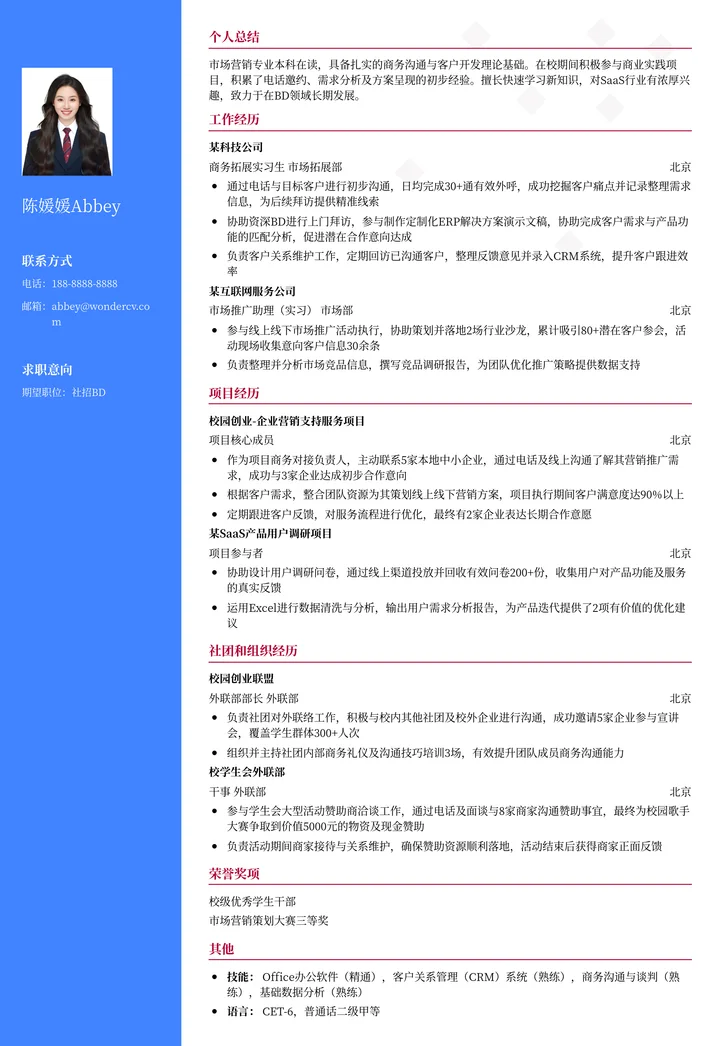 陈媛媛Abbey
联系方式
电话：188-8888-8888
邮箱：abbey@wondercv.co
m
求职意向
期望职位：社招BD
个人总结
市场营销专业本科在读，具备扎实的商务沟通与客户开发理论基础。在校期间积极参与商业实践项
目，积累了电话邀约、需求分析及方案呈现的初步经验。擅长快速学习新知识，对SaaS行业有浓厚兴
趣，致力于在BD领域长期发展。
工作经历
某科技公司
商务拓展实习生 市场拓展部 北京
• 通过电话与目标客户进行初步沟通，日均完成30+通有效外呼，成功挖掘客户痛点并记录整理需求
信息，为后续拜访提供精准线索
• 协助资深BD进行上门拜访，参与制作定制化ERP解决方案演示文稿，协助完成客户需求与产品功
能的匹配分析，促进潜在合作意向达成
• 负责客户关系维护工作，定期回访已沟通客户，整理反馈意见并录入CRM系统，提升客户跟进效
率
某互联网服务公司
市场推广助理（实习） 市场部 北京
• 参与线上线下市场推广活动执行，协助策划并落地2场行业沙龙，累计吸引80+潜在客户参会，活
动现场收集意向客户信息30余条
• 负责整理并分析市场竞品信息，撰写竞品调研报告，为团队优化推广策略提供数据支持
项目经历
校园创业-企业营销支持服务项目
项目核心成员 北京
• 作为项目商务对接负责人，主动联系5家本地中小企业，通过电话及线上沟通了解其营销推广需
求，成功与3家企业达成初步合作意向
• 根据客户需求，整合团队资源为其策划线上线下营销方案，项目执行期间客户满意度达90%以上
• 定期跟进客户反馈，对服务流程进行优化，最终有2家企业表达长期合作意愿
某SaaS产品用户调研项目
项目参与者 北京
• 协助设计用户调研问卷，通过线上渠道投放并回收有效问卷200+份，收集用户对产品功能及服务
的真实反馈
• 运用Excel进行数据清洗与分析，输出用户需求分析报告，为产品迭代提供了2项有价值的优化建
议
社团和组织经历
校园创业联盟
外联部部长 外联部 北京
• 负责社团对外联络工作，积极与校内其他社团及校外企业进行沟通，成功邀请5家企业参与宣讲
会，覆盖学生群体300+人次
• 组织并主持社团内部商务礼仪及沟通技巧培训3场，有效提升团队成员商务沟通能力
校学生会外联部
干事 外联部 北京
• 参与学生会大型活动赞助商洽谈工作，通过电话及面谈与8家商家沟通赞助事宜，最终为校园歌手
大赛争取到价值5000元的物资及现金赞助
• 负责活动期间商家接待与关系维护，确保赞助资源顺利落地，活动结束后获得商家正面反馈
荣誉奖项
校级优秀学生干部
市场营销策划大赛三等奖
其他
• 技能： Office办公软件（精通），客户关系管理（CRM）系统（熟练），商务沟通与谈判（熟
练），基础数据分析（熟练）
• 语言： CET-6，普通话二级甲等